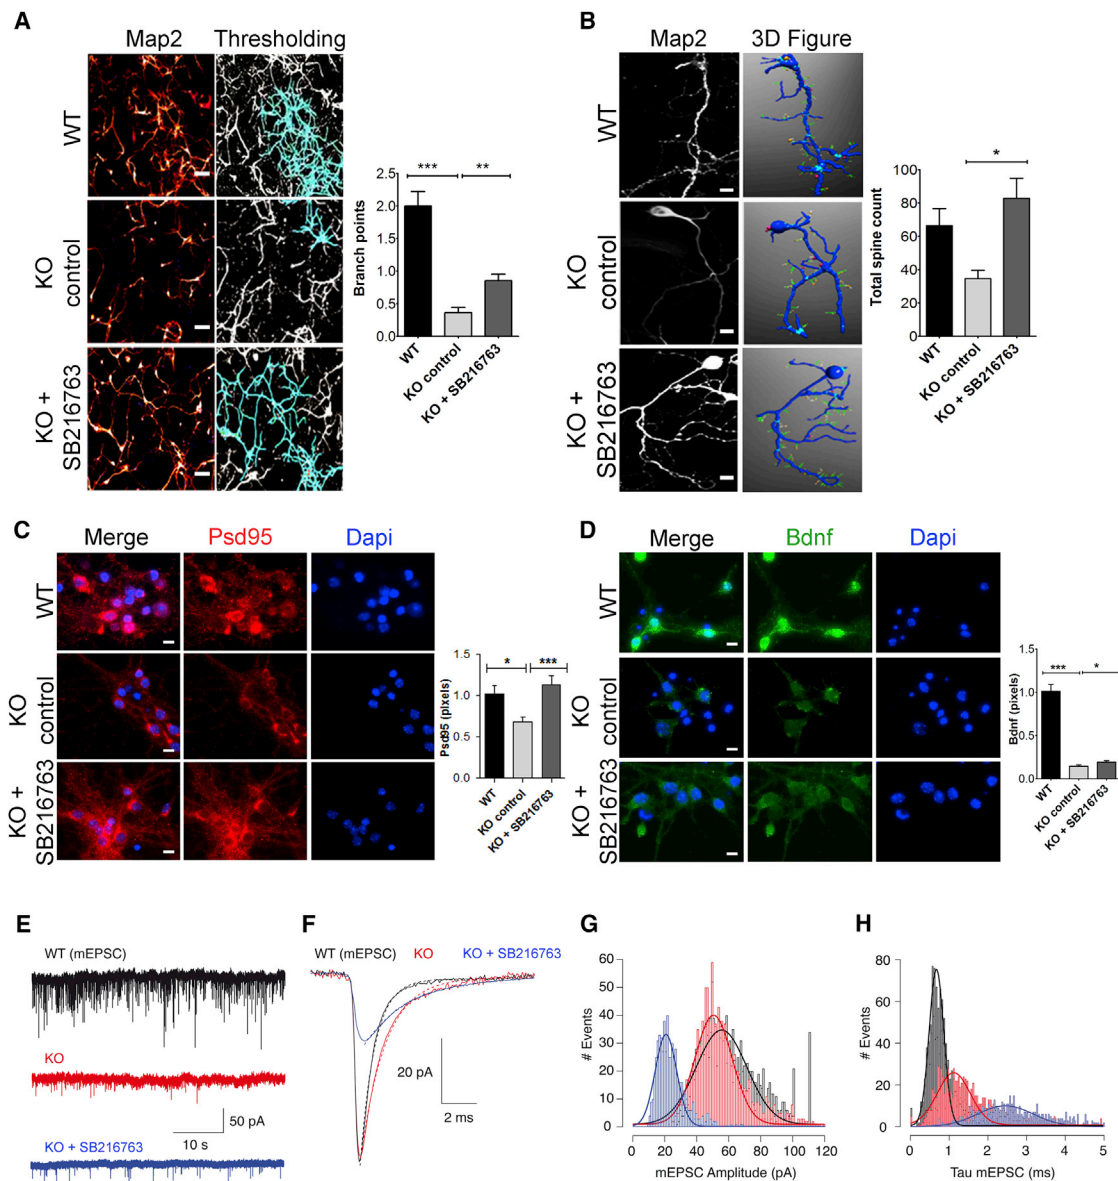 A
Map2 Thresholding
WT
KO control
KO + SB216763
*** **
Branch points
2.5
2.0
1.5
1.0
0.5
0.0
WT
KO control
KO + SB216763
B
Map2 3D Figure
WT
KO control
KO + SB216763
*
Total spine count
100
80
60
40
20
0
WT
KO control
KO + SB216763
C
Merge Psd95 Dapi
WT
KO control
KO + SB216763
* ***
Psd95 (pixels)
1.5
1.0
0.5
0.0
WT
KO control
KO + SB216763
D
Merge Bdnf Dapi
WT
KO control
KO + SB216763
*** *
Bdnf (pixels)
1.5
1.0
0.5
0.0
WT
KO control
KO + SB216763
E
WT (mEPSC)
KO
50 pA
10 s
KO + SB216763
F
WT (mEPSC) KO KO + SB216763
20 pA
2 ms
G
# Events
60
50
40
30
20
10
0
0 20 40 60 80 100 120
mEPSC Amplitude (pA)
H
# Events
80
60
40
20
0
0 1 2 3 4 5
Tau mEPSC (ms)